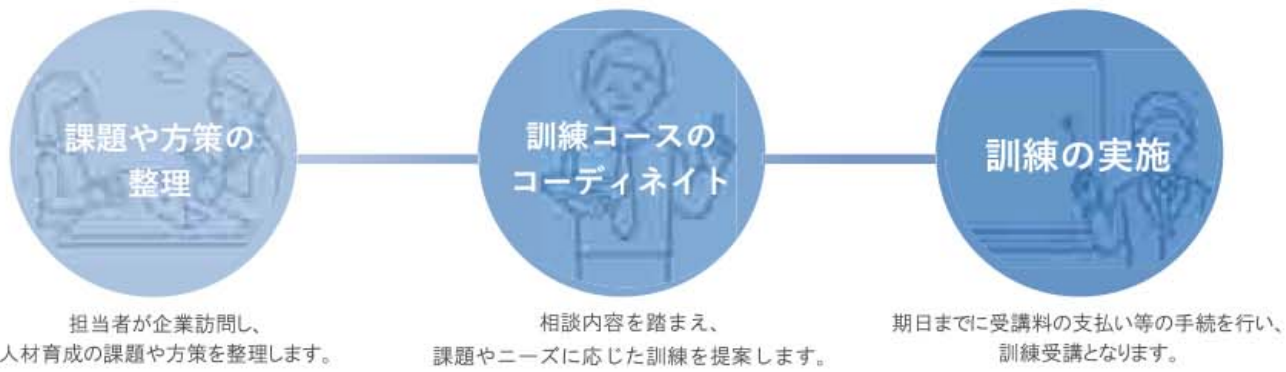 課題や方策の
整理
担当者が企業訪問し、
人材育成の課題や方策を整理します。
訓練コースの
コーディネイト
相談内容を踏まえ、
課題やニーズに応じた訓練を提案します。
訓練の実施
期日までに受講料の支払い等の手続を行い、
訓練受講となります。